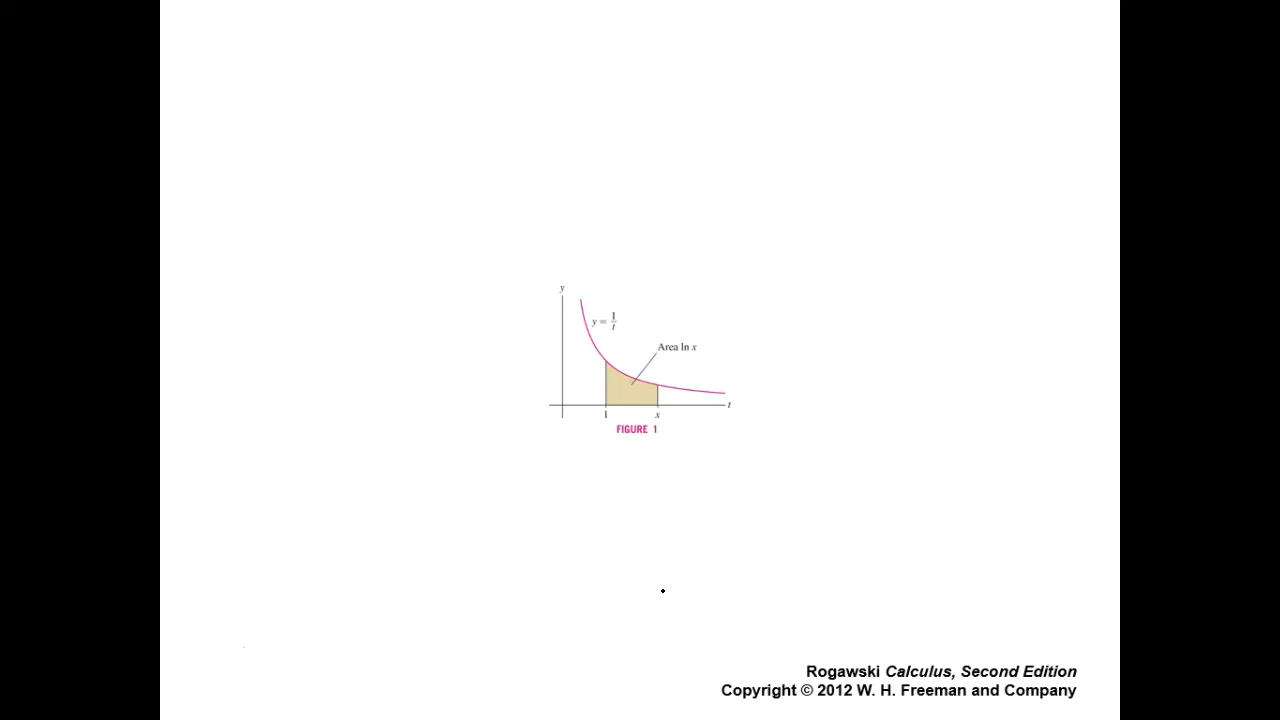 y
y = 1/t
Area ln x
t
1
x
FIGURE 1
Rogawski Calculus, Second Edition
Copyright © 2012 W. H. Freeman and Company